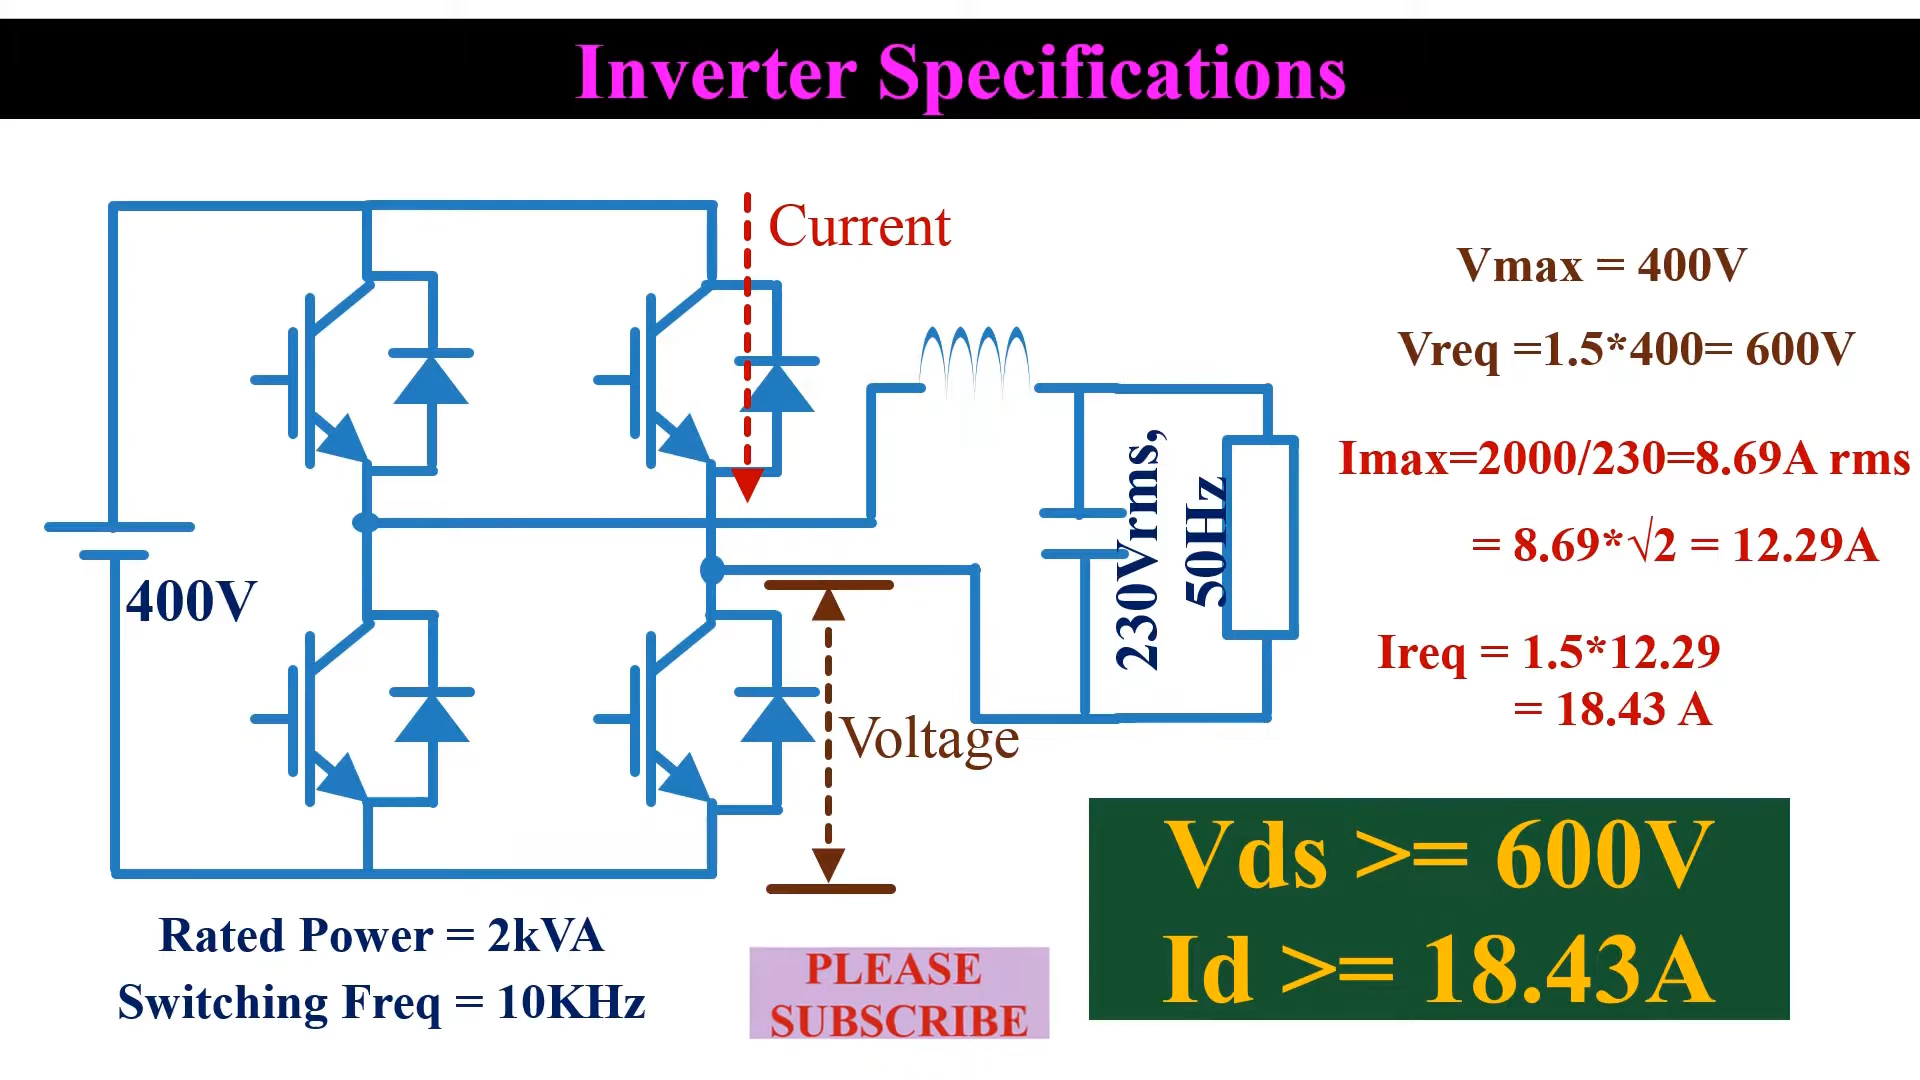 Inverter Specifications
Current
Vmax = 400V
Vreq =1.5*400= 600V
Imax=2000/230=8.69A rms
= 8.69*√2 = 12.29A
230Vrms,
50Hz
400V
Ireq = 1.5*12.29
= 18.43 A
Voltage
Vds >= 600V
Id >= 18.43A
Rated Power = 2kVA
Switching Freq = 10KHz
PLEASE
SUBSCRIBE